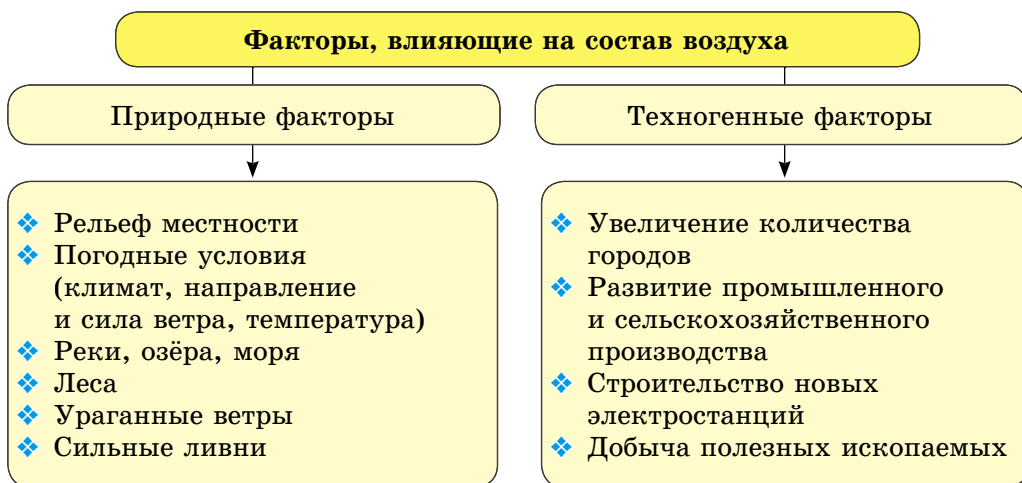 Факторы, влияющие на состав воздуха
Природные факторы
❖ Рельеф местности
❖ Погодные условия
(климат, направление
и сила ветра, температура)
❖ Реки, озёра, моря
❖ Леса
❖ Ураганные ветры
❖ Сильные ливни
Техногенные факторы
❖ Увеличение количества
городов
❖ Развитие промышленного
и сельскохозяйственного
производства
❖ Строительство новых
электростанций
❖ Добыча полезных ископаемых